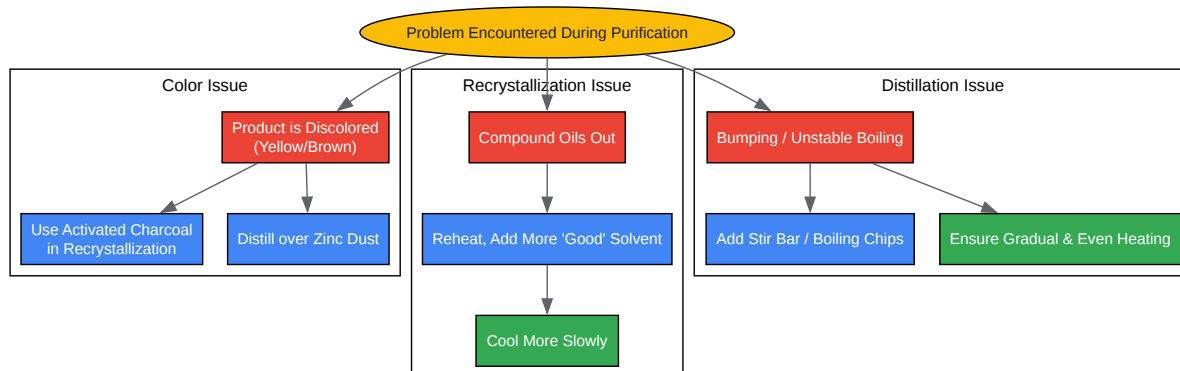 Problem Encountered During Purification
Color Issue
Recrystallization Issue
Distillation Issue
Product is Discolored
(Yellow/Brown)
Compound Oils Out
Bumping / Unstable Boiling
Use Activated Charcoal
in Recrystallization
Distill over Zinc Dust
Reheat, Add More 'Good' Solvent
Add Stir Bar / Boiling Chips
Ensure Gradual & Even Heating
Cool More Slowly